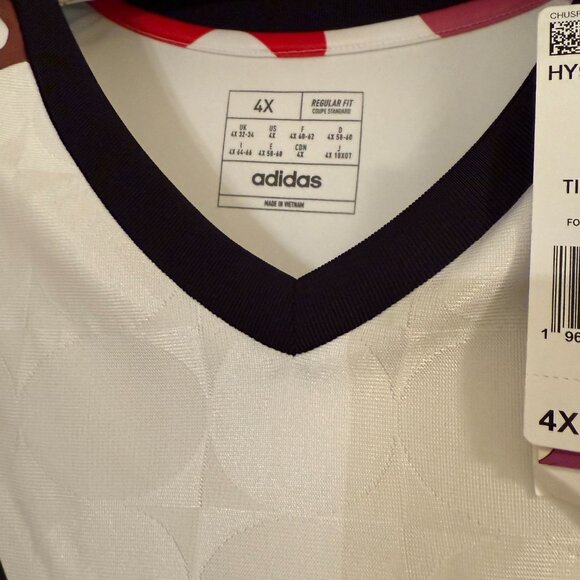 4X
REGULAR FIT
COUPE STANDARD
UK US F D
4X 32-34 4X 4X 60-62 4X 58-60
I E CDN J
4X 64-66 4X 58-60 4X 4X 10XOT
adidas
MADE IN VIETNAM
HY
TI
FO
1 96
4X